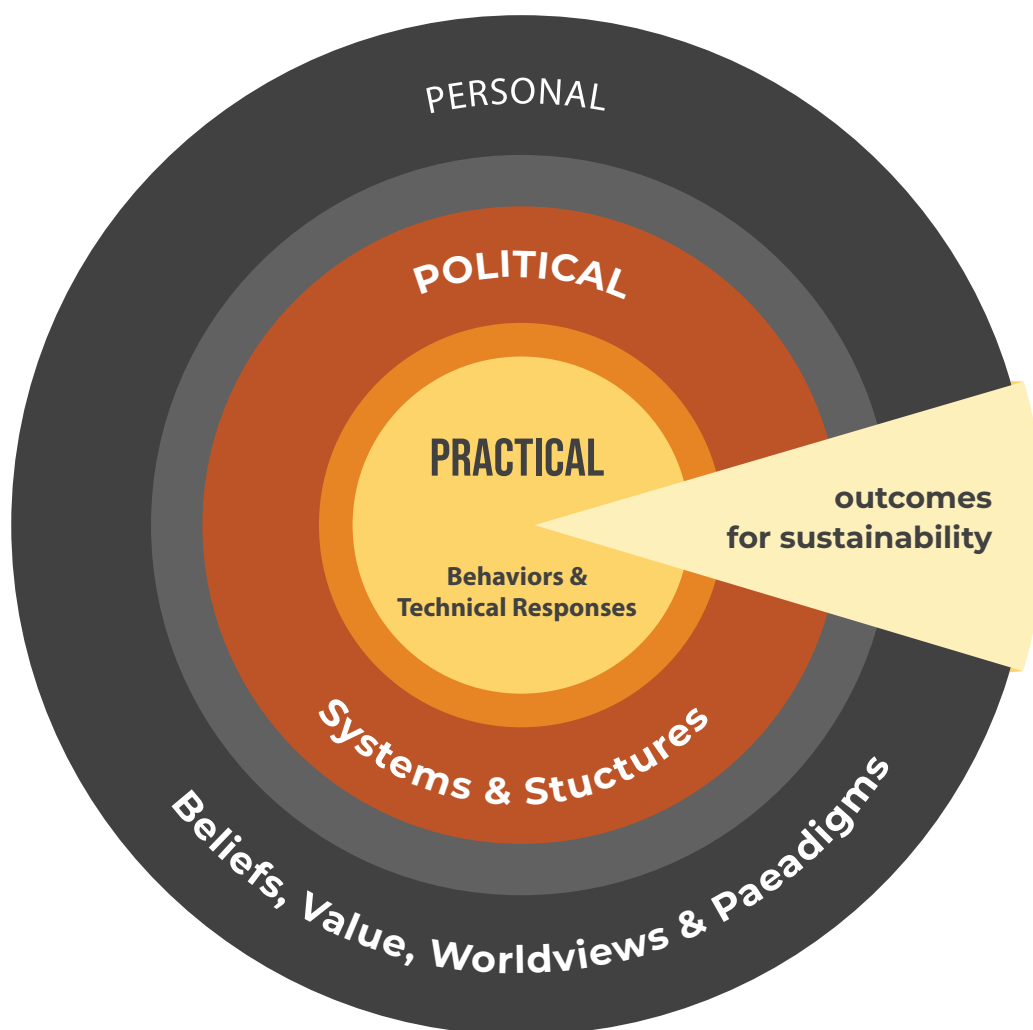 PERSONAL
POLITICAL
PRACTICAL
outcomes
for sustainability
Behaviors &
Technical Responses
Systems & Stuctures
Beliefs, Value, Worldviews & Paeadigms